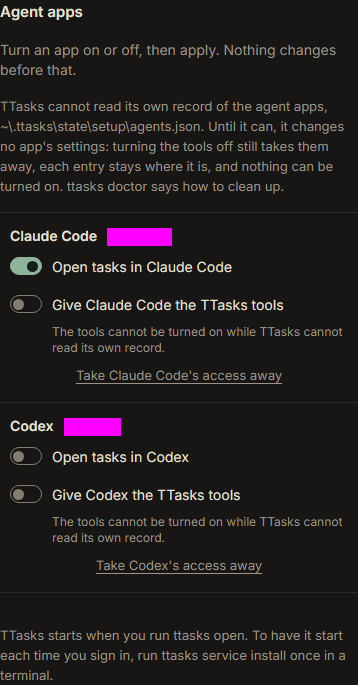 Agent apps
Turn an app on or off, then apply. Nothing changes
before that.
TTasks cannot read its own record of the agent apps,
~\.ttasks\state\setup\agents.json. Until it can, it changes
no app's settings: turning the tools off still takes them
away, each entry stays where it is, and nothing can be
turned on. ttasks doctor says how to clean up.
Claude Code
Open tasks in Claude Code
Give Claude Code the TTasks tools
The tools cannot be turned on while TTasks cannot
read its own record.
Take Claude Code's access away
Codex
Open tasks in Codex
Give Codex the TTasks tools
The tools cannot be turned on while TTasks cannot
read its own record.
Take Codex's access away
TTasks starts when you run ttasks open. To have it start
each time you sign in, run ttasks service install once in a
terminal.